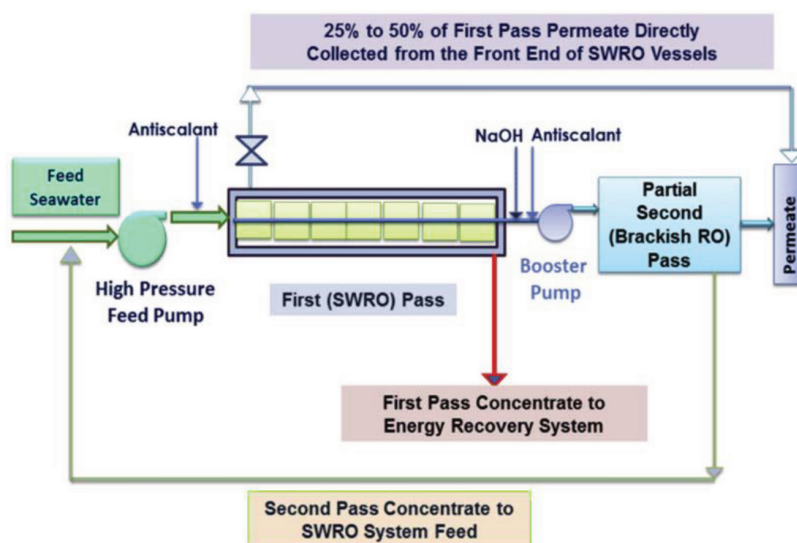 25% to 50% of First Pass Permeate Directly
Collected from the Front End of SWRO Vessels
Antiscalant
NaOH
Antiscalant
Feed
Seawater
Partial
Second
(Brackish RO)
Pass
Permeate
High Pressure
Feed Pump
First (SWRO) Pass
Booster
Pump
First Pass Concentrate to
Energy Recovery System
Second Pass Concentrate to
SWRO System Feed